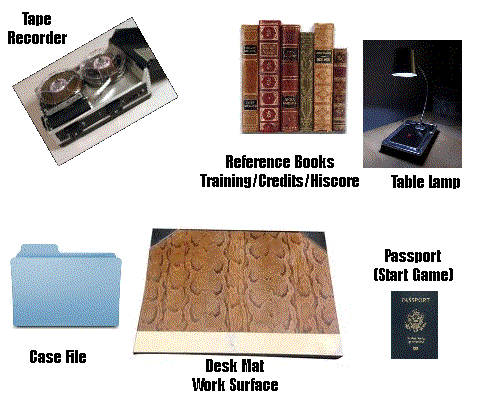 Tape
Recorder
Reference Books
Training/Credits/Hiscore
Table Lamp
Case File
Desk Mat
Work Surface
Passport
(Start Game)
PASSPORT